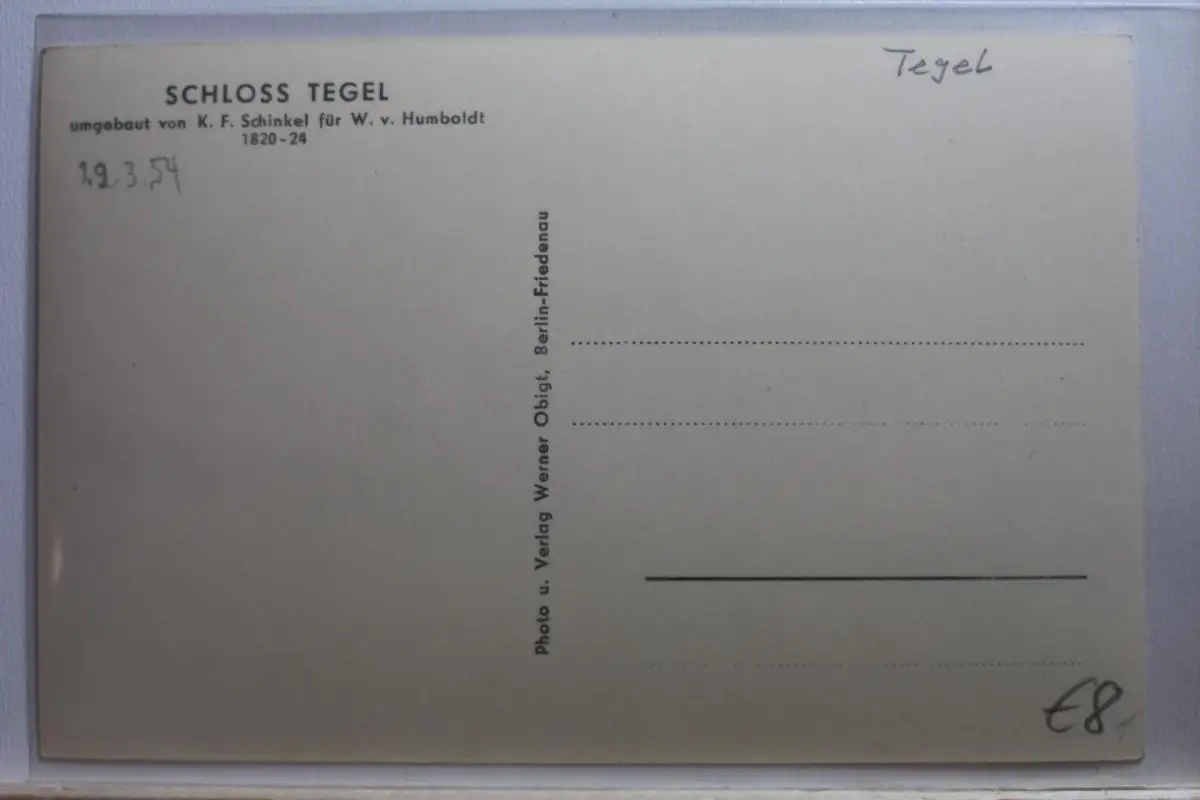 Tegel
SCHLOSS TEGEL
umgebaut von K. F. Schinkel für W. v. Humboldt
1820-24
22.3.54
Photo u. Verlag Werner Obigt, Berlin-Friedenau
€8